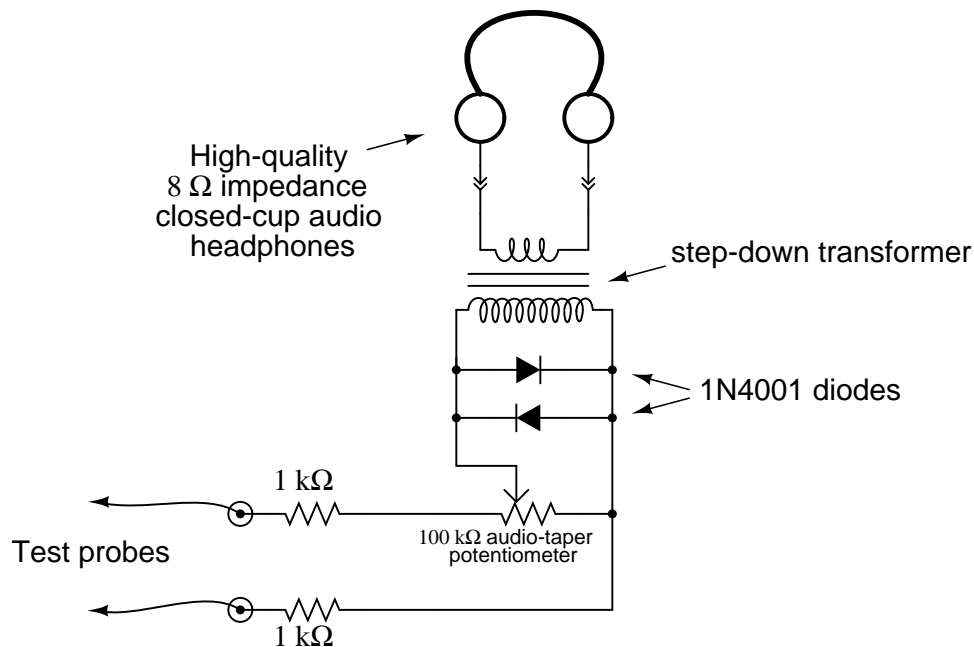 High-quality
8 Ω impedance
closed-cup audio
headphones
step-down transformer
1N4001 diodes
1 kΩ
100 kΩ audio-taper
potentiometer
Test probes
1 kΩ